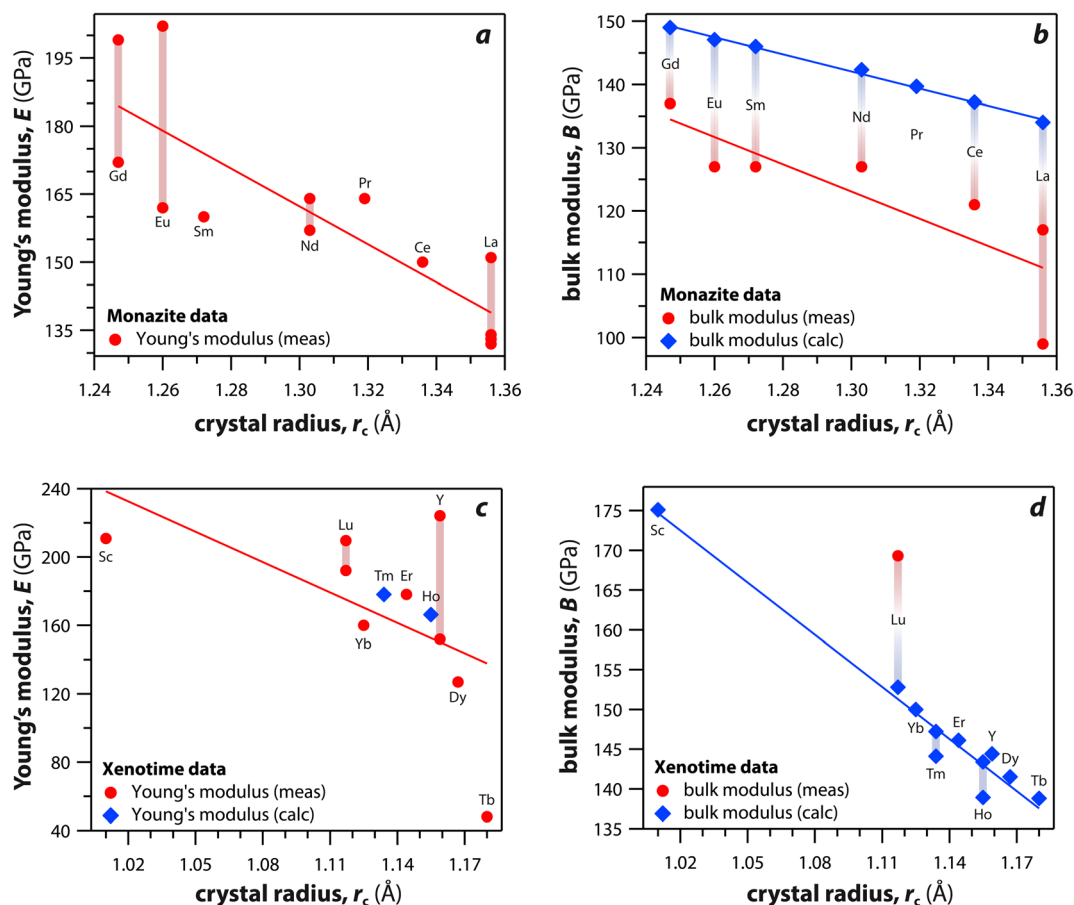 a
195
180
165
150
135
Young's modulus, E (GPa)
Gd
Eu
Sm
Nd
Pr
Ce
La
Monazite data
Young's modulus (meas)
1.24 1.26 1.28 1.30 1.32 1.34 1.36
crystal radius, rc (Å)
b
150
140
130
120
110
100
bulk modulus, B (GPa)
Gd
Eu
Sm
Nd
Pr
Ce
La
Monazite data
bulk modulus (meas)
bulk modulus (calc)
1.24 1.26 1.28 1.30 1.32 1.34 1.36
crystal radius, rc (Å)
c
240
200
160
120
80
40
Young's modulus, E (GPa)
Sc
Lu
Y
Tm Er
Ho
Yb
Dy
Tb
Xenotime data
Young's modulus (meas)
Young's modulus (calc)
1.02 1.05 1.08 1.11 1.14 1.17
crystal radius, rc (Å)
d
175
170
165
160
155
150
145
140
135
bulk modulus, B (GPa)
Sc
Lu
Yb
Er
Y
Dy
Tm
Tb
Ho
Xenotime data
bulk modulus (meas)
bulk modulus (calc)
1.02 1.05 1.08 1.11 1.14 1.17
crystal radius, rc (Å)